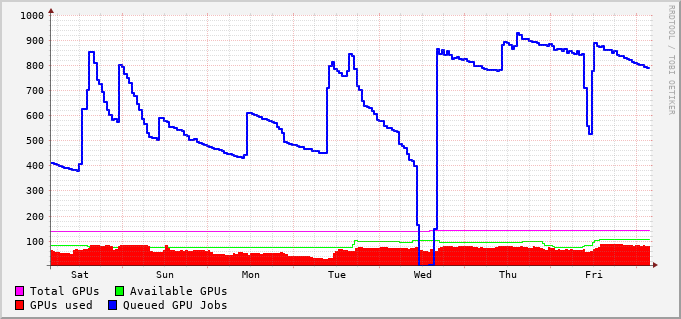 1000
900
800
700
600
500
400
300
200
100
Sat Sun Mon Tue Wed Thu Fri
Total GPUs Available GPUs
GPUs used Queued GPU Jobs
RRDTOOL / TOBI OETIKER